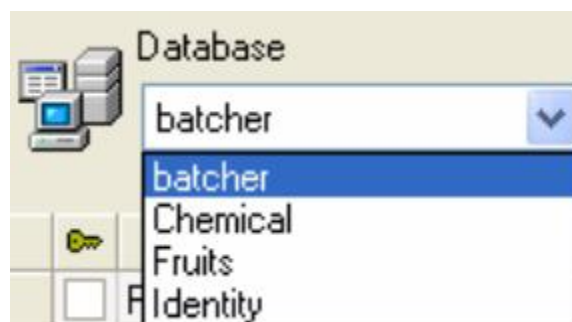 Database
batcher
batcher
Chemical
Fruits
Identity